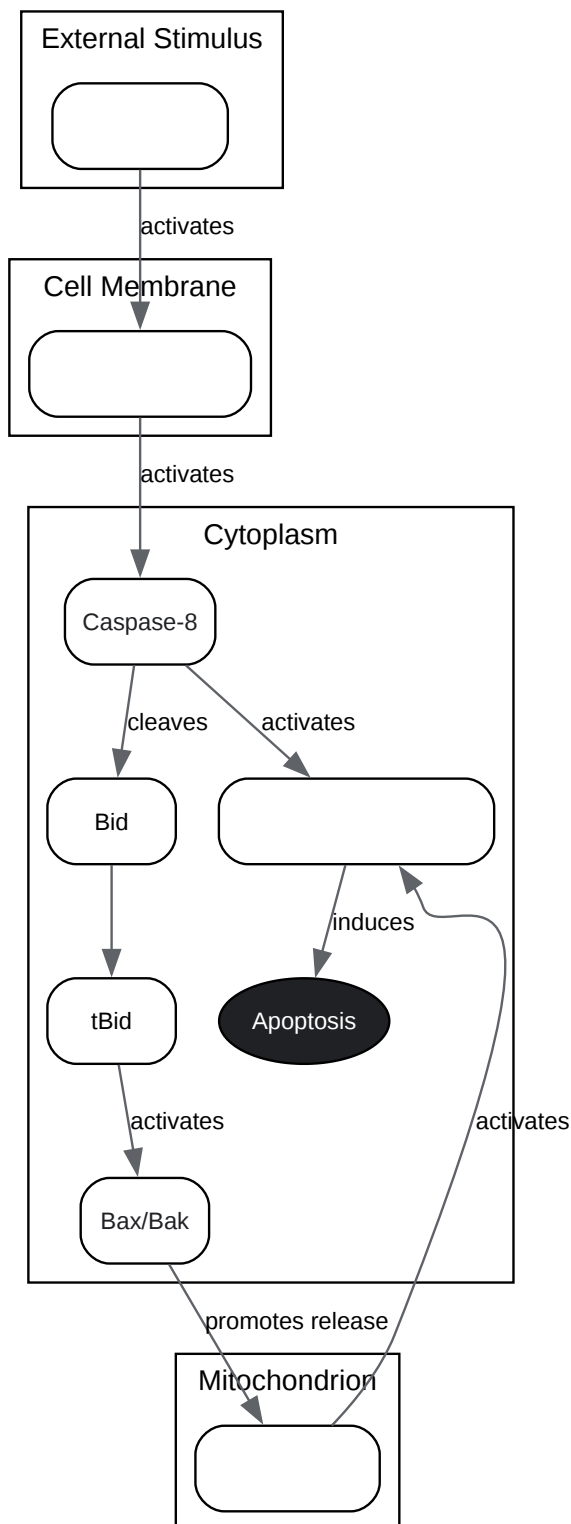 External Stimulus
activates
Cell Membrane
activates
Cytoplasm
Caspase-8
cleaves
activates
Bid
induces
tBid
Apoptosis
activates
activates
Bax/Bak
promotes release
Mitochondrion